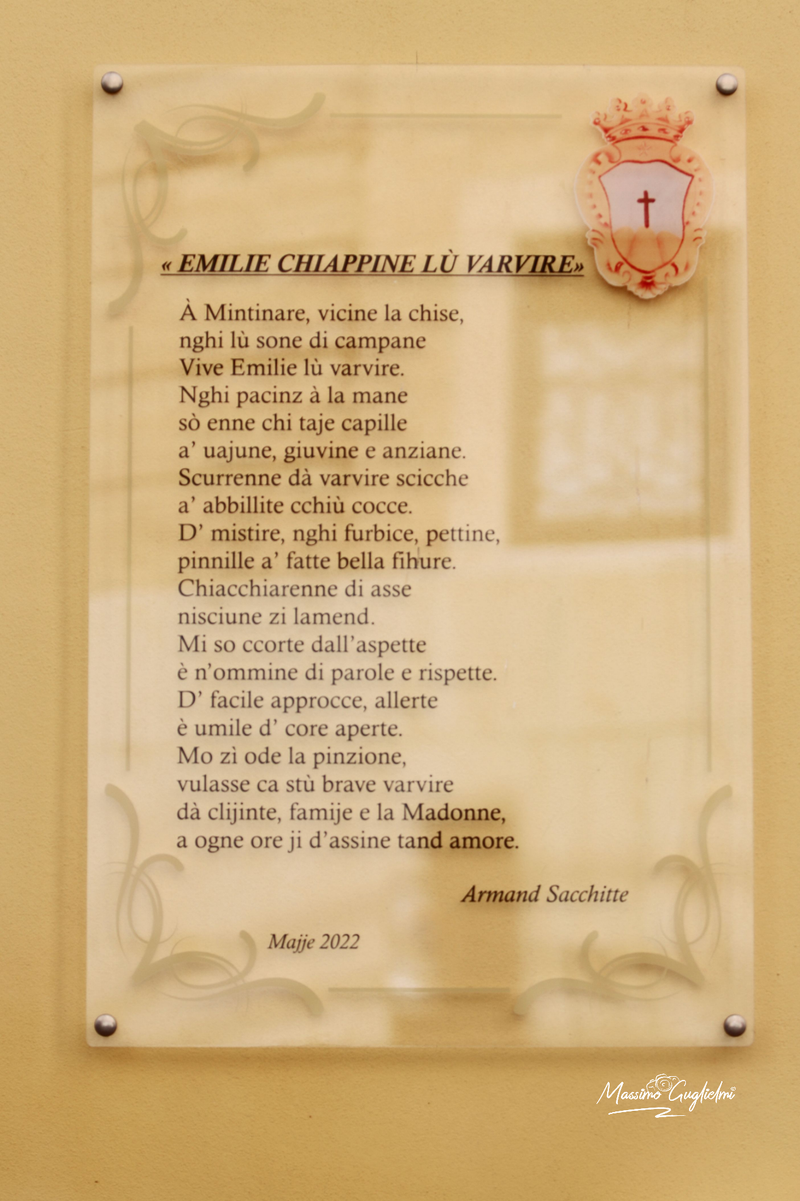 « EMILIE CHIAPPINE LÙ VARVIRE»
À Mintinare, vicine la chise,
nghi lù sone di campane
Vive Emilie lù varvire.
Nghi pacinz à la mane
sò enne chi taje capille
a’ uajune, giuvine e anziane.
Scurrenne dà varvire scicche
a’ abbillite cchiù cocce.
D’ mistire, nghi furbice, pettine,
pinnille a’ fatte bella fihure.
Chiacchiarenne di asse
nisciune zi lamend.
Mi so ccorte dall’aspette
è n’ommine di parole e rispette.
D’ facile approcce, allerte
è umile d’ core aperte.
Mo zì ode la pinzione,
vulasse ca stù brave varvire
dà clijinte, famije e la Madonne,
a ogne ore ji d’assine tand amore.
Armand Sacchitte
Majje 2022
Massimo Guglielmi